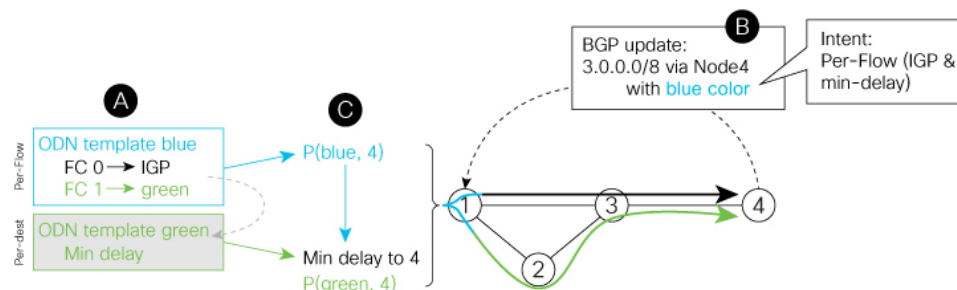 A
Per-Flow
ODN template blue
FC 0 → IGP
FC 1 → green
Per-dest
ODN template green
Min delay
C
P(blue, 4)
Min delay to 4
P(green, 4)
B
BGP update:
3.0.0.0/8 via Node4
with blue color
Intent:
Per-Flow (IGP &
min-delay)
1
2
3
4